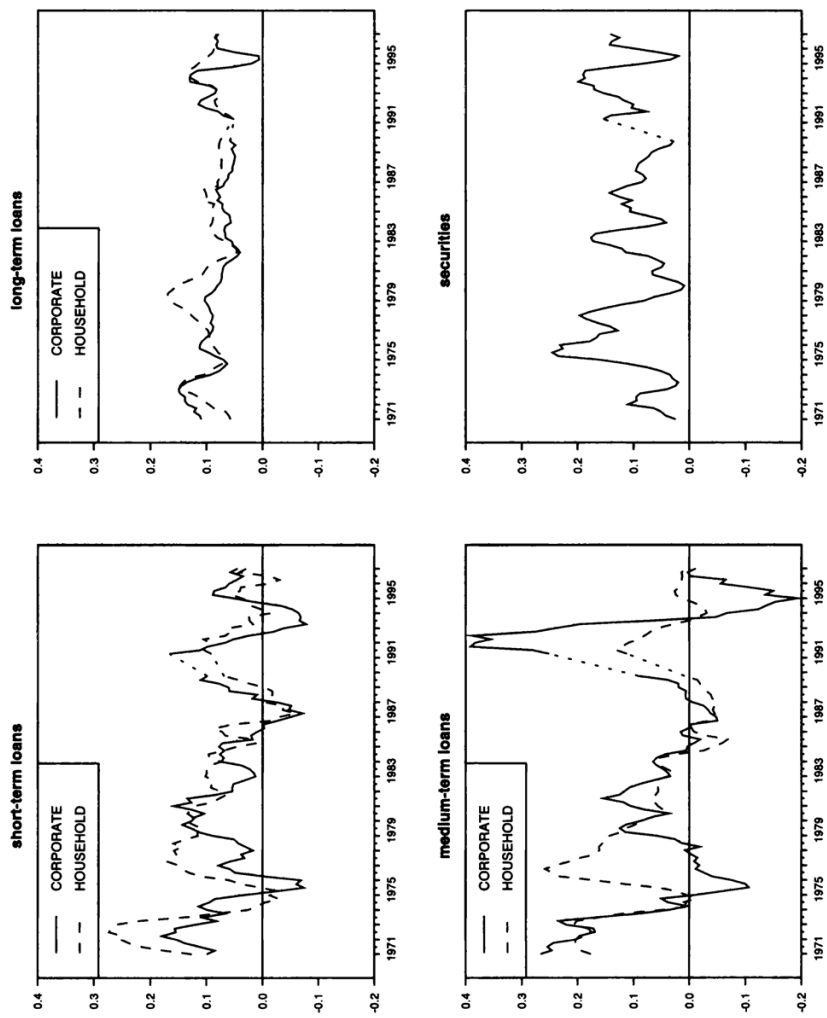 short-term loans
CORPORATE
HOUSEHOLD
0.4
0.3
0.2
0.1
0.0
-0.1
-0.2
1971 1975 1979 1983 1987 1991 1995
long-term loans
CORPORATE
HOUSEHOLD
0.4
0.3
0.2
0.1
0.0
-0.1
-0.2
1971 1975 1979 1983 1987 1991 1995
medium-term loans
CORPORATE
HOUSEHOLD
0.4
0.3
0.2
0.1
0.0
-0.1
-0.2
1971 1975 1979 1983 1987 1991 1995
securities
0.4
0.3
0.2
0.1
0.0
-0.1
-0.2
1971 1975 1979 1983 1987 1991 1995